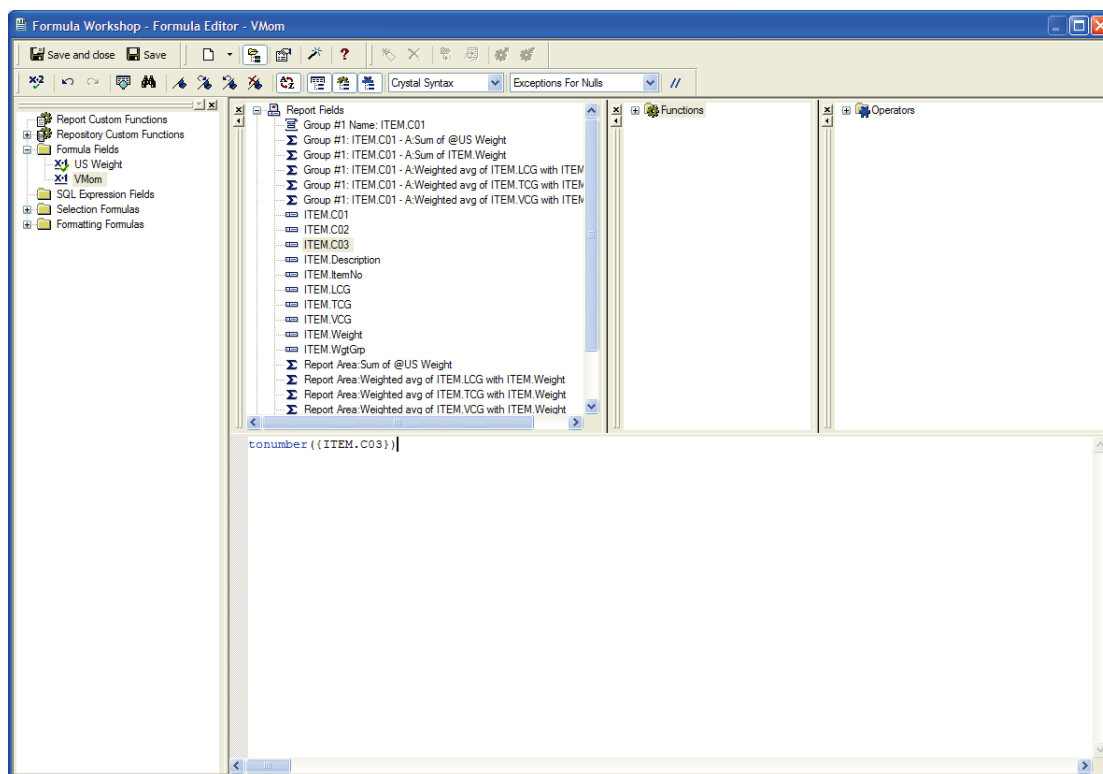 Formula Workshop - Formula Editor - VMom
Save and close Save
Crystal Syntax Exceptions For Nulls //
Report Custom Functions
Repository Custom Functions
Formula Fields
US Weight
VMom
SQL Expression Fields
Selection Formulas
Formatting Formulas
Report Fields
Group #1 Name: ITEM.C01
Group #1: ITEM.C01 - A:Sum of @US Weight
Group #1: ITEM.C01 - A:Sum of ITEM.Weight
Group #1: ITEM.C01 - A:Weighted avg of ITEM.LCG with ITEM
Group #1: ITEM.C01 - A:Weighted avg of ITEM.TCG with ITEM
Group #1: ITEM.C01 - A:Weighted avg of ITEM.VCG with ITEM
ITEM.C01
ITEM.C02
ITEM.C03
ITEM.Description
ITEM.ItemNo
ITEM.LCG
ITEM.TCG
ITEM.VCG
ITEM.Weight
ITEM.WgtGrp
Report Area:Sum of @US Weight
Report Area:Weighted avg of ITEM.LCG with ITEM.Weight
Report Area:Weighted avg of ITEM.TCG with ITEM.Weight
Report Area:Weighted avg of ITEM.VCG with ITEM.Weight
Functions
Operators
tonumber({ITEM.C03})